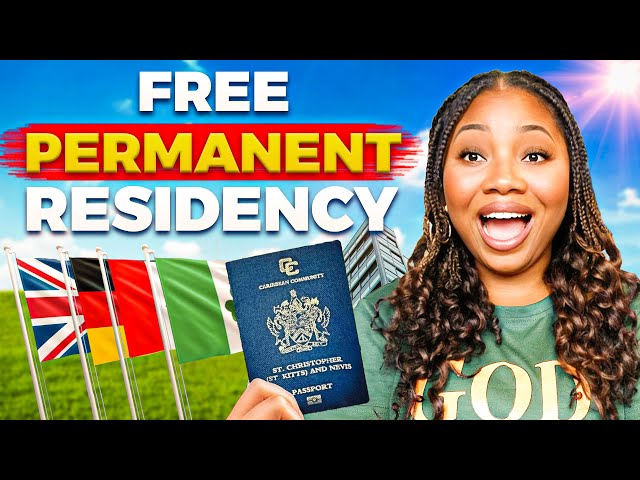 FREE
PERMANENT
RESIDENCY
CARIBBEAN COMMUNITY
ST. CHRISTOPHER
(ST. KITTS) AND NEVIS
PASSPORT
GOD